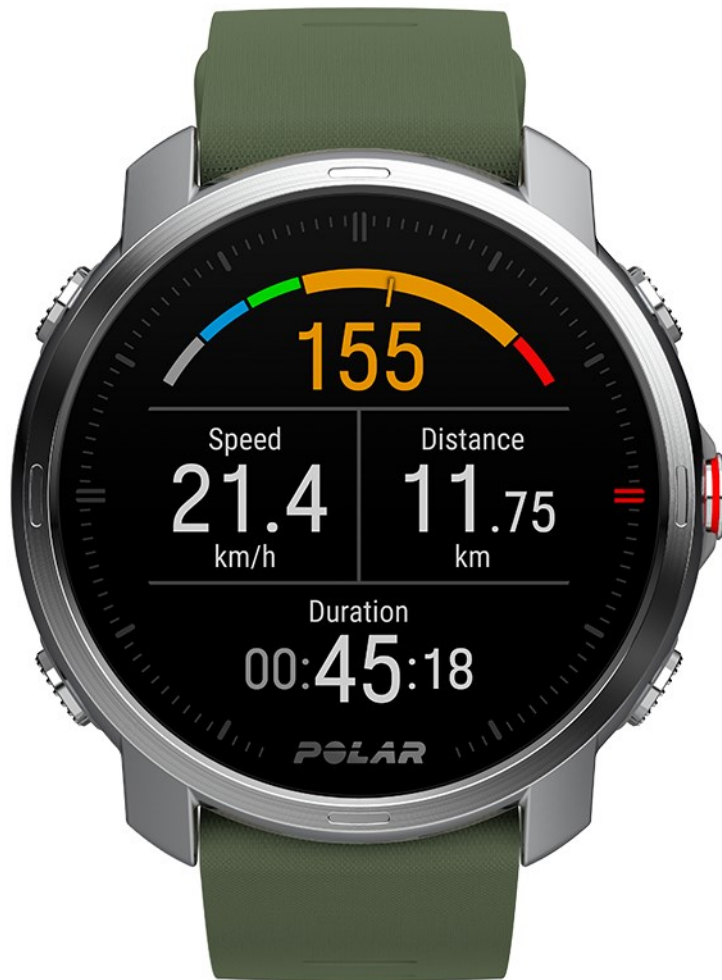 155
Speed Distance
21.4 11.75
km/h km
Duration
00:45:18
POLAR